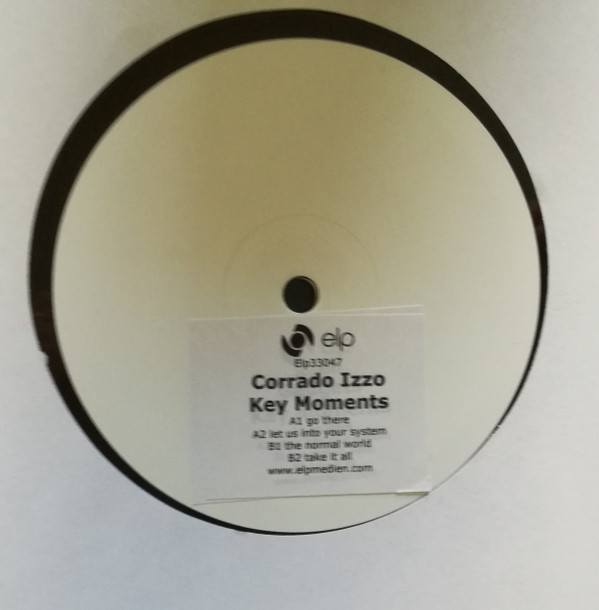 elp
Elp33047
Corrado Izzo
Key Moments
A1 go there
A2 let us into your system
B1 the normal world
B2 take it all
www.elpmedien.com